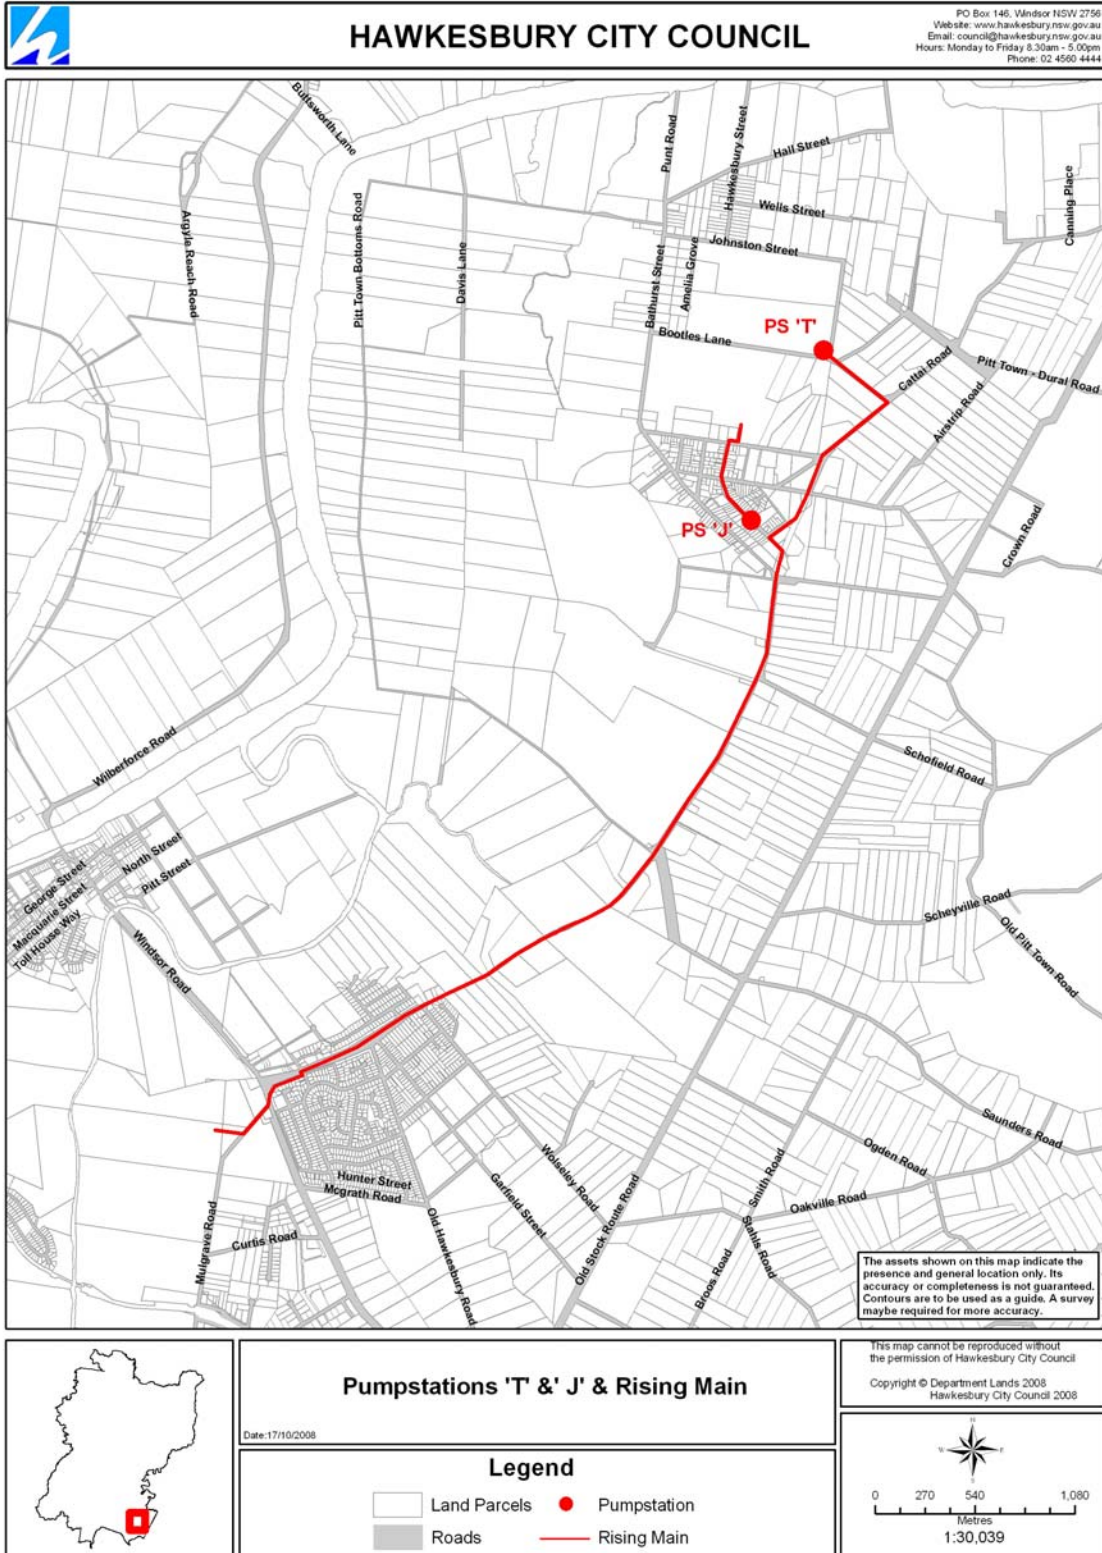 HAWKESBURY CITY COUNCIL
PO Box 146, Windsor NSW 2756
Website: www.hawkesbury.nsw.gov.au
Email: council@hawkesbury.nsw.gov.au
Hours: Monday to Friday 8.30am - 5.00pm
Phone: 02 4560 4444
Buttsworth Lane
Punt Road
Hawkesbury Street
Hall Street
Canning Place
Argyle Reach Road
Pitt Town Bottoms Road
Davis Lane
Wells Street
Johnston Street
Bathurst Street
Amelia Grove
Bootles Lane
PS 'T'
Cattai Road
Pitt Town - Dural Road
Airstrip Road
PS 'J'
Crown Road
Wilberforce Road
Schofield Road
George Street
Macquarie Street
Toll House Way
North Street
Pitt Street
Windsor Road
Scheyville Road
Old Pitt Town Road
Saunders Road
Ogden Road
Oakville Road
Smith Road
Stahls Road
Broos Road
Old Stock Route Road
Wolseley Road
Garfield Street
Hunter Street
Mcgrath Road
Old Hawkesbury Road
Mulgrave Road
Curtis Road
The assets shown on this map indicate the
presence and general location only. Its
accuracy or completeness is not guaranteed.
Contours are to be used as a guide. A survey
maybe required for more accuracy.
Pumpstations 'T' &' J' & Rising Main
Date:17/10/2008
This map cannot be reproduced without
the permission of Hawkesbury City Council
Copyright © Department Lands 2008
Hawkesbury City Council 2008
Legend
Land Parcels
Pumpstation
Roads
Rising Main
N
W
E
S
0 270 540 1,080
Metres
1:30,039